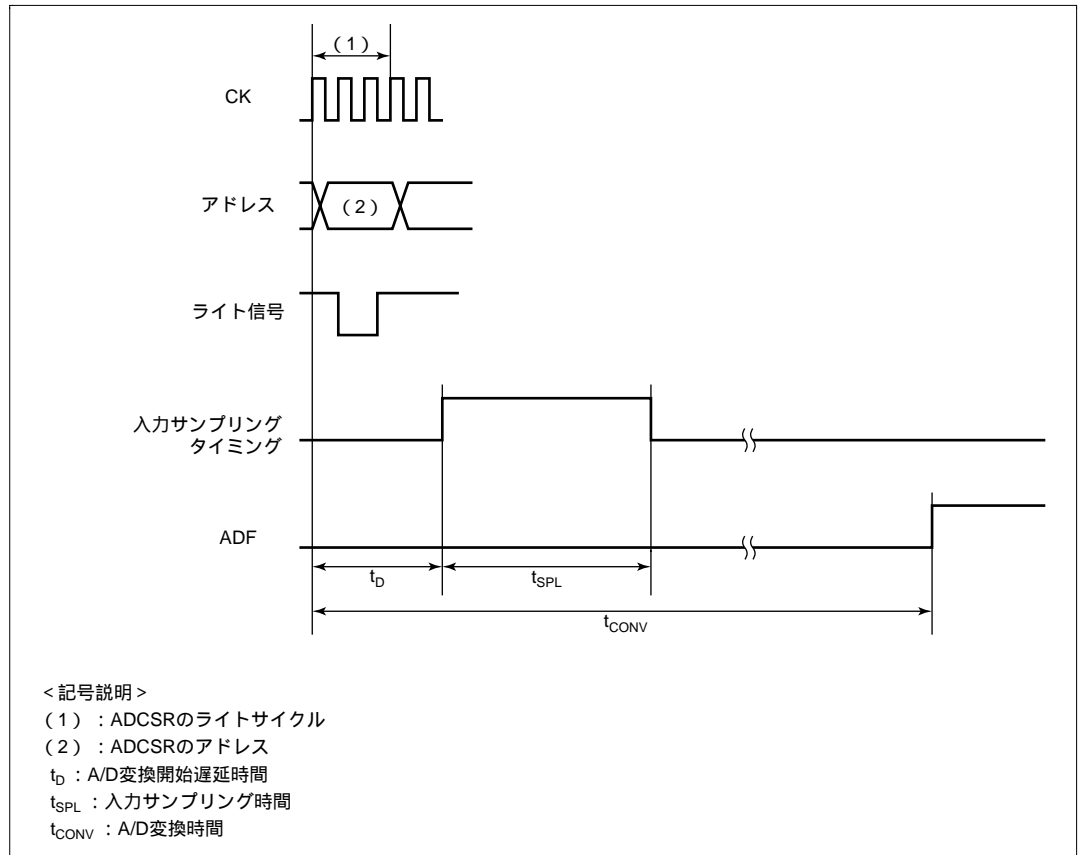 （1）
CK
アドレス
（2）
ライト信号
入力サンプリング
タイミング
ADF
tD
tSPL
tCONV
＜記号説明＞
（1）：ADCSRのライトサイクル
（2）：ADCSRのアドレス
tD：A/D変換開始遅延時間
tSPL：入力サンプリング時間
tCONV：A/D変換時間